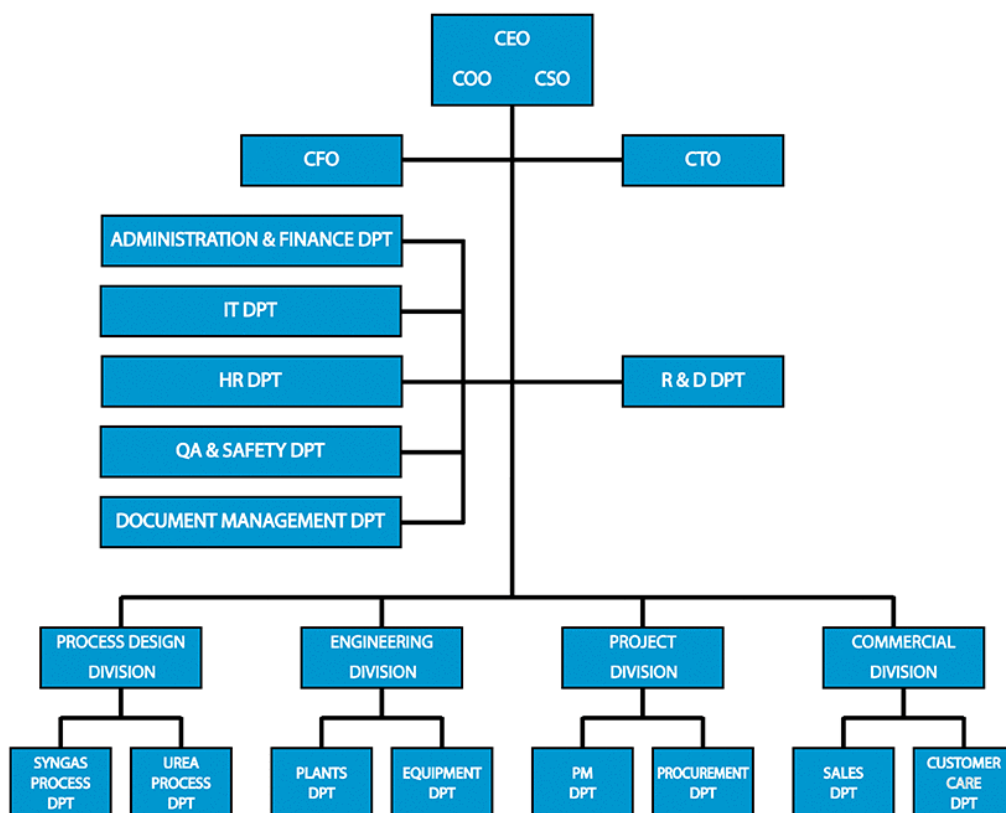 CEO
COO CSO
CFO
CTO
ADMINISTRATION & FINANCE DPT
IT DPT
HR DPT
R & D DPT
QA & SAFETY DPT
DOCUMENT MANAGEMENT DPT
PROCESS DESIGN
DIVISION
ENGINEERING
DIVISION
PROJECT
DIVISION
COMMERCIAL
DIVISION
SYNGAS
PROCESS
DPT
UREA
PROCESS
DPT
PLANTS
DPT
EQUIPMENT
DPT
PM
DPT
PROCUREMENT
DPT
SALES
DPT
CUSTOMER
CARE
DPT